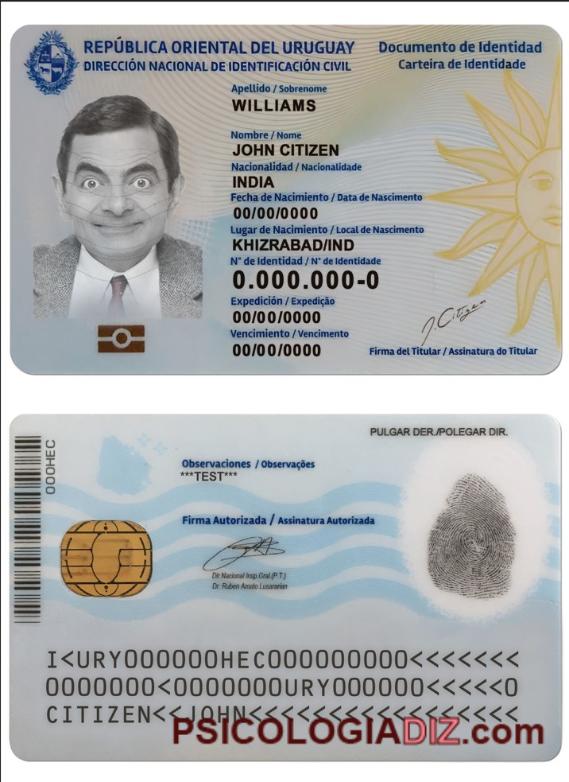 REPÚBLICA ORIENTAL DEL URUGUAY
DIRECCIÓN NACIONAL DE IDENTIFICACIÓN CIVIL
Documento de Identidad
Carteira de Identidade
Apellido / Sobrenome
WILLIAMS
Nombre / Nome
JOHN CITIZEN
Nacionalidad / Nacionalidade
INDIA
Fecha de Nacimiento / Data de Nascimento
00/00/0000
Lugar de Nacimiento / Local de Nascimento
KHIZRABAD/IND
N° de Identidad / N° de Identidade
0.000.000-0
Expedición / Expedição
00/00/0000
Vencimiento / Vencimento
00/00/0000
J. Citizen
Firma del Titular / Assinatura do Titular
PULGAR DER./POLEGAR DIR.
000HEC
Observaciones / Observações
***TEST***
Firma Autorizada / Assinatura Autorizada
Dir. Nacional Insp. Gral (P.T.)
Dr. Ruben Amato Lusararian
I<URY000000HEC000000000<<<<<<<
0000000<0000000URY000000<<<<<0
CITIZEN<<JOHN<<<<<<<<<<<<<<<<<
PSICOLOGIADIZ.com